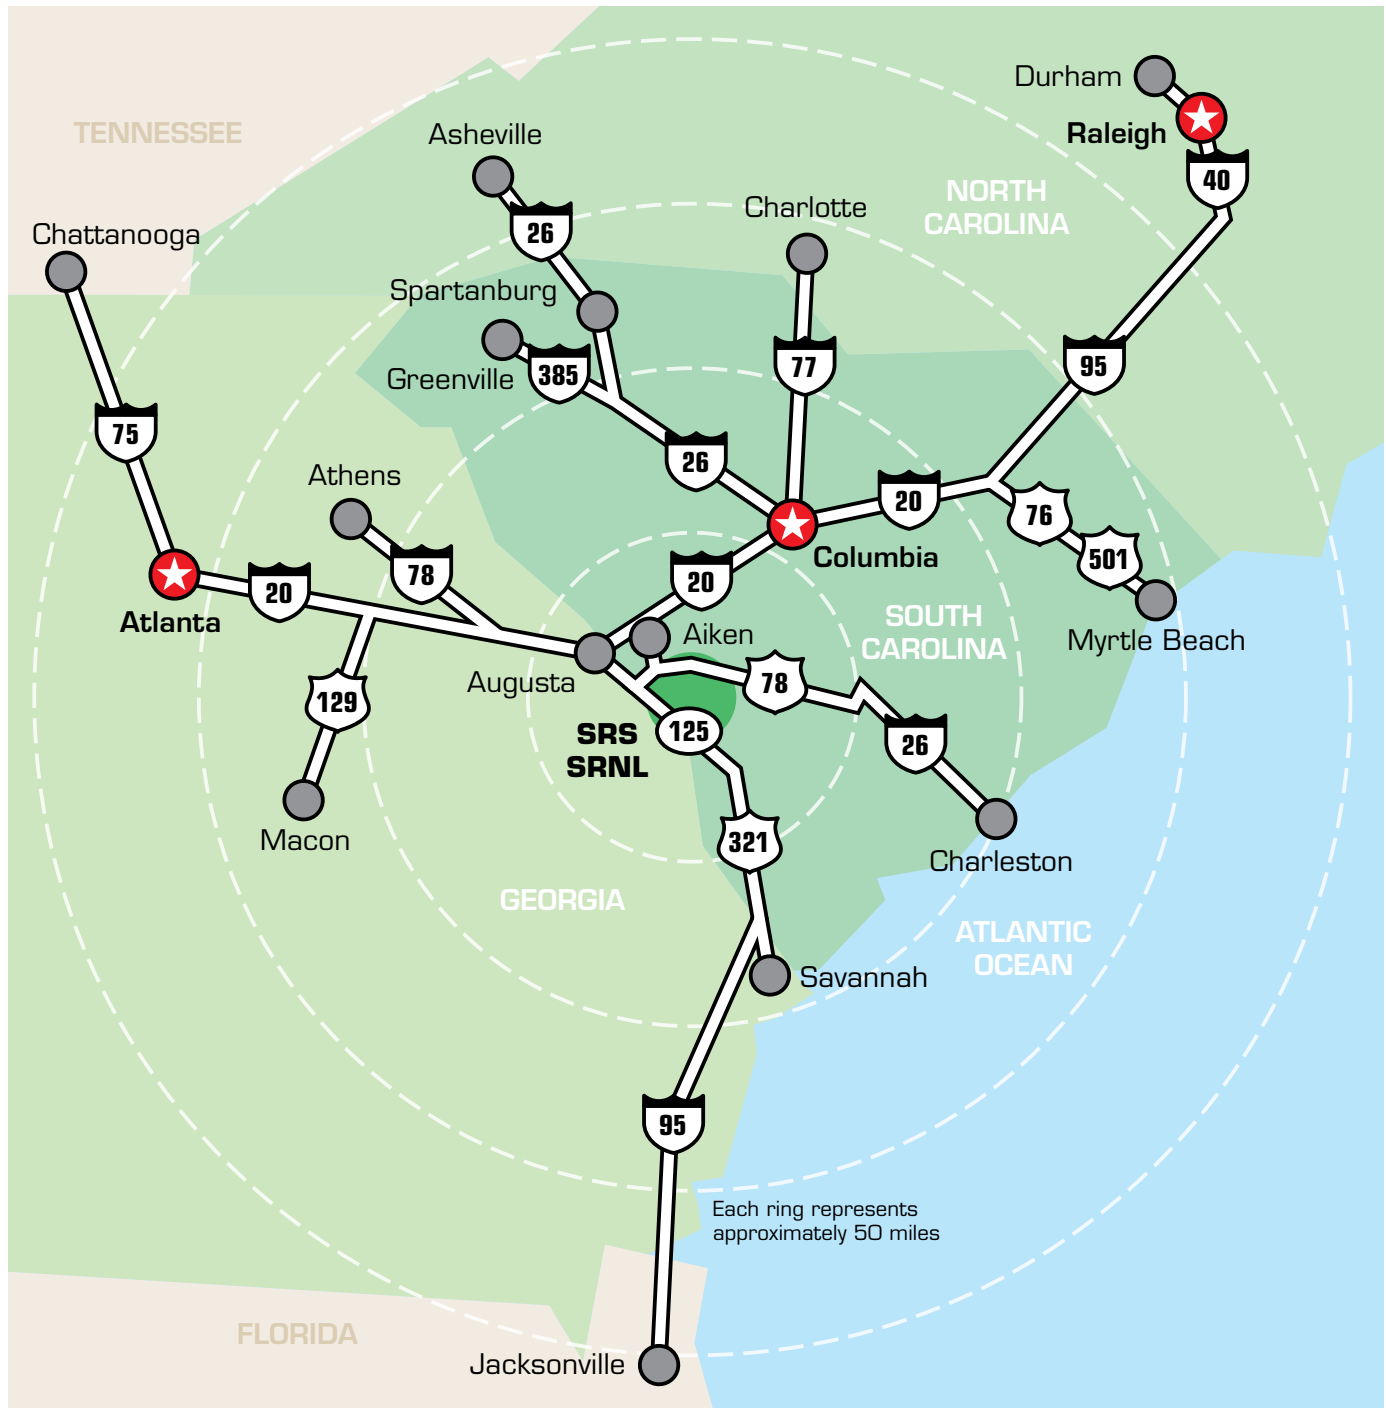 Durham
Raleigh
TENNESSEE
Asheville
40
NORTH
CAROLINA
Charlotte
26
Chattanooga
Spartanburg
Greenville
385
77
95
75
26
Athens
20
76
Columbia
501
78
20
20
Atlanta
SOUTH
CAROLINA
Myrtle Beach
Aiken
Augusta
78
129
SRS
SRNL
125
26
Macon
321
Charleston
GEORGIA
ATLANTIC
OCEAN
Savannah
95
Each ring represents
approximately 50 miles
FLORIDA
Jacksonville